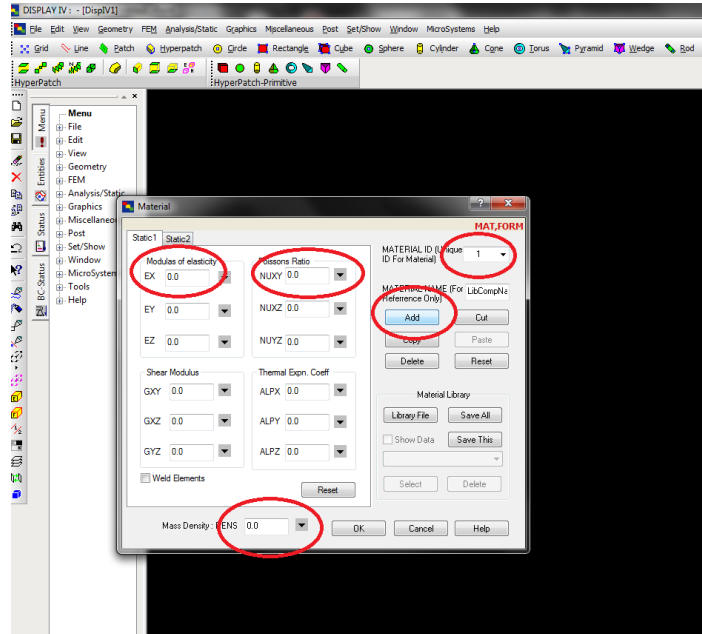 DISPLAY IV : - [DispIV1]
File Edit View Geometry FEM Analysis/Static Graphics Miscellaneous Post Set/Show Window MicroSystems Help
Grid Line Patch Hyperpatch Circle Rectangle Cube Sphere Cylinder Cone Torus Pyramid Wedge Rod
HyperPatch HyperPatch-Primitive
Menu
Entities
Status
BC-Status
Menu
File
Edit
View
Geometry
FEM
Analysis/Static
Graphics
Miscellaneo
Post
Set/Show
Window
MicroSystem
Tools
Help
Material
MAT,FORM
Static1 Static2
Modulas of elasticity
EX 0.0
EY 0.0
EZ 0.0
Poissons Ratio
NUXY 0.0
NUXZ 0.0
NUYZ 0.0
Shear Modulus
GXY 0.0
GXZ 0.0
GYZ 0.0
Thermal Expn. Coeff
ALPX 0.0
ALPY 0.0
ALPZ 0.0
Weld Elements
Reset
Mass Density : DENS 0.0
OK Cancel Help
MATERIAL ID (Unique
ID For Material)
1
MATERIAL NAME (For
Referrence Only)
LibCompNa
Add Cut
Copy Paste
Delete Reset
Material Library
Library File Save All
Show Data Save This
Select Delete